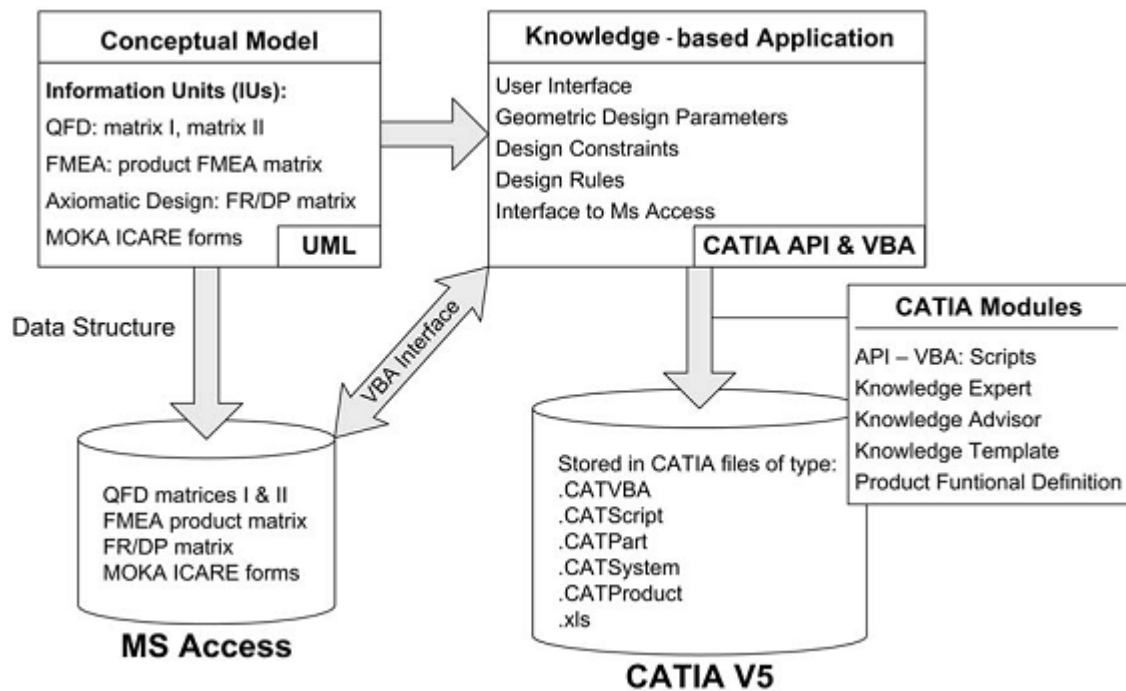 Conceptual Model
Information Units (IUs):
QFD: matrix I, matrix II
FMEA: product FMEA matrix
Axiomatic Design: FR/DP matrix
MOKA ICARE forms
UML
Knowledge - based Application
User Interface
Geometric Design Parameters
Design Constraints
Design Rules
Interface to Ms Access
CATIA API & VBA
Data Structure
VBA Interface
CATIA Modules
API – VBA: Scripts
Knowledge Expert
Knowledge Advisor
Knowledge Template
Product Funtional Definition
QFD matrices I & II
FMEA product matrix
FR/DP matrix
MOKA ICARE forms
MS Access
Stored in CATIA files of type:
.CATVBA
.CATScript
.CATPart
.CATSystem
.CATProduct
.xls
CATIA V5